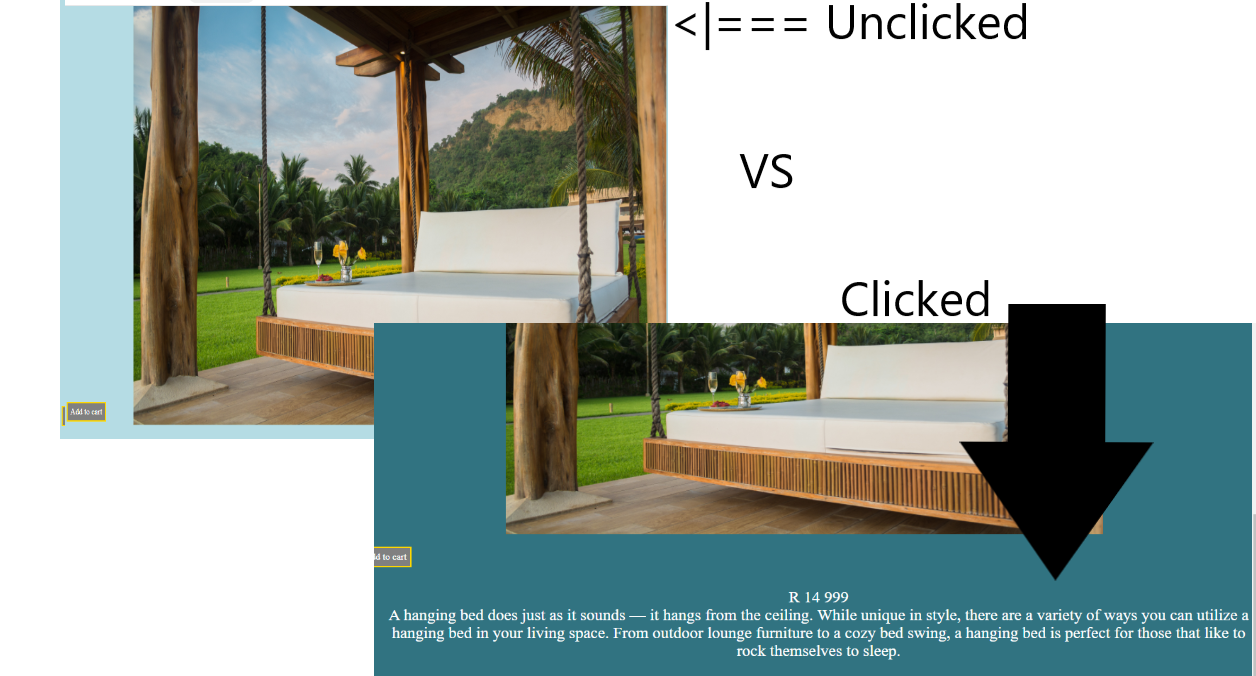 <|=== Unclicked
VS
Clicked
Add to cart
dd to cart
R 14 999
A hanging bed does just as it sounds — it hangs from the ceiling. While unique in style, there are a variety of ways you can utilize a
hanging bed in your living space. From outdoor lounge furniture to a cozy bed swing, a hanging bed is perfect for those that like to
rock themselves to sleep.